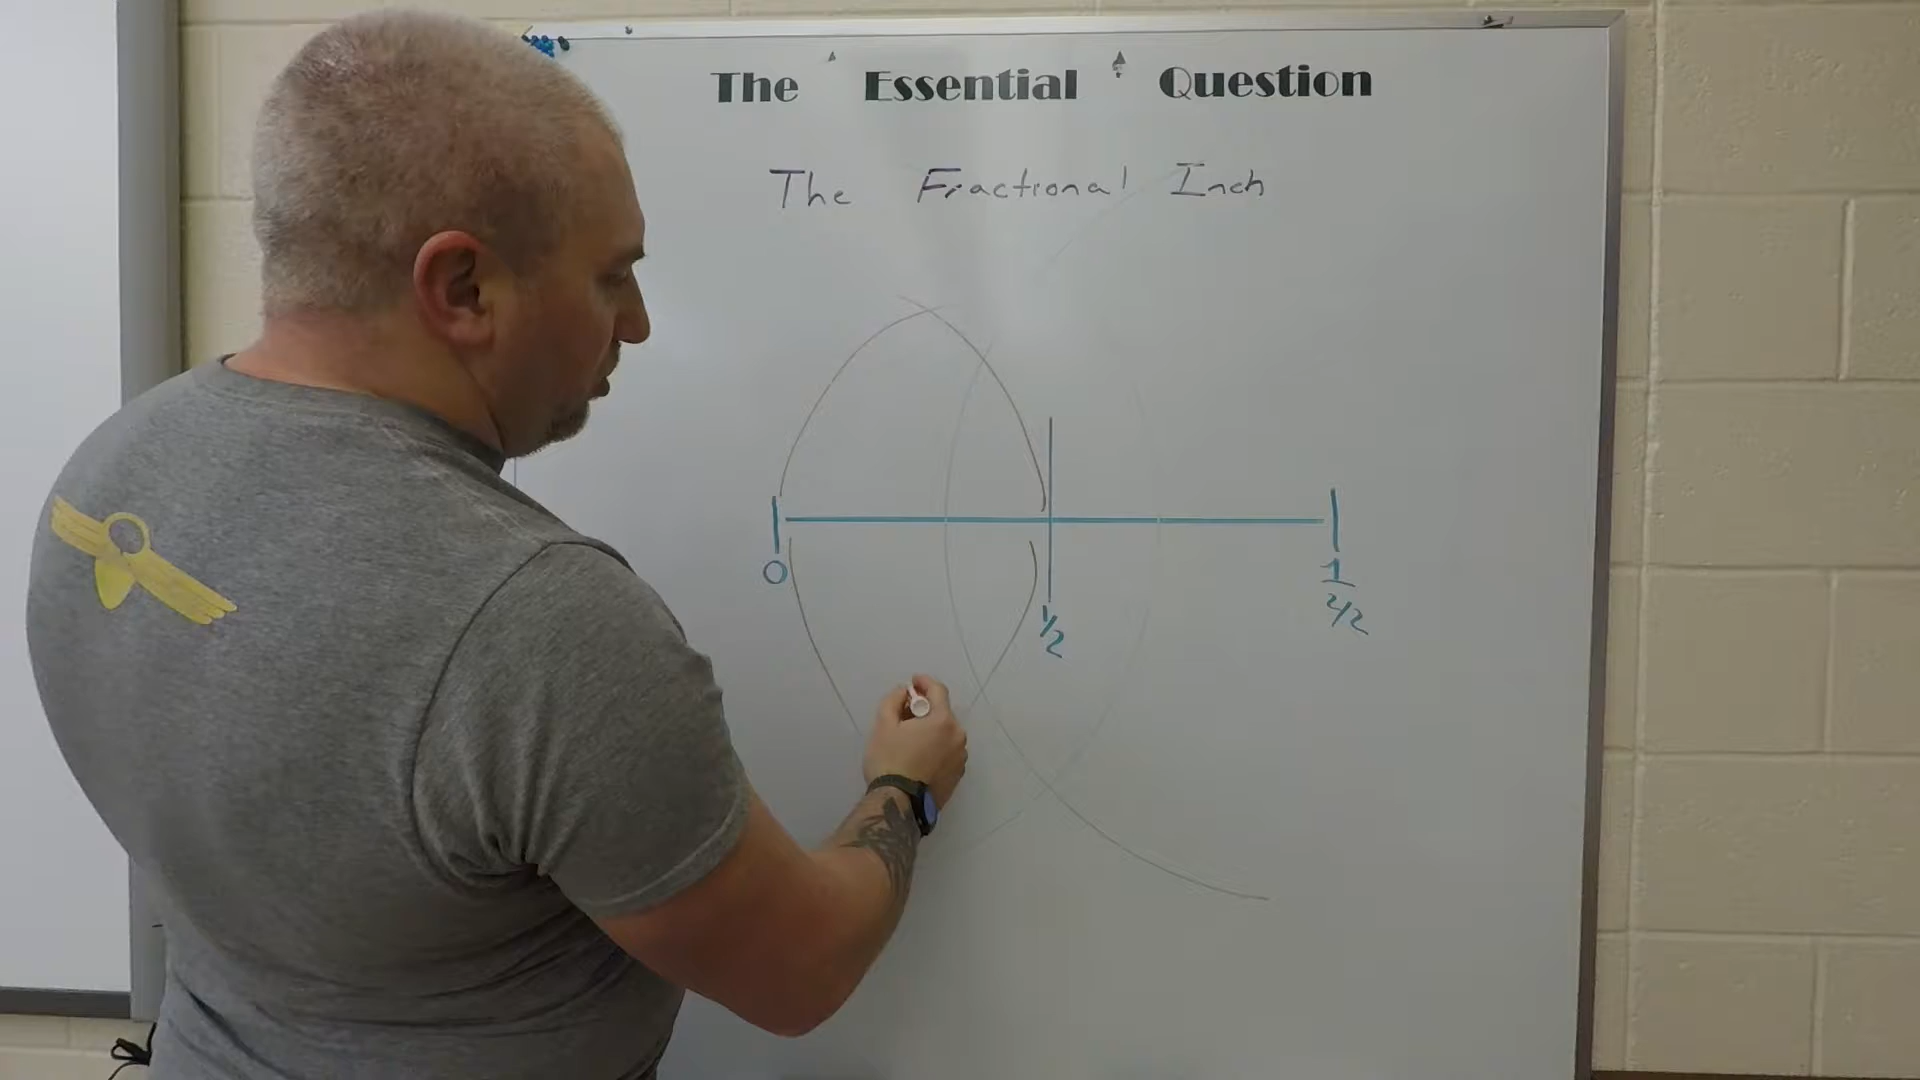 The Essential Question
The Fractional Inch
0
1/2
1
2/2